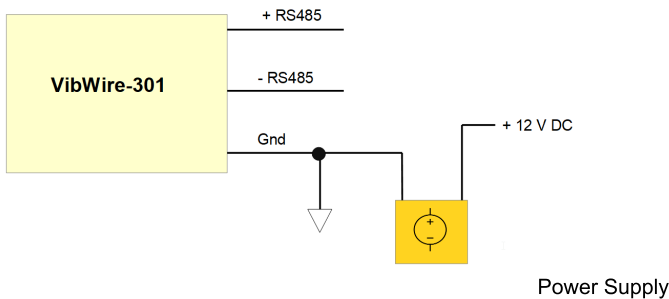 + RS485
VibWire-301
- RS485
Gnd
+ 12 V DC
+
−
Power Supply